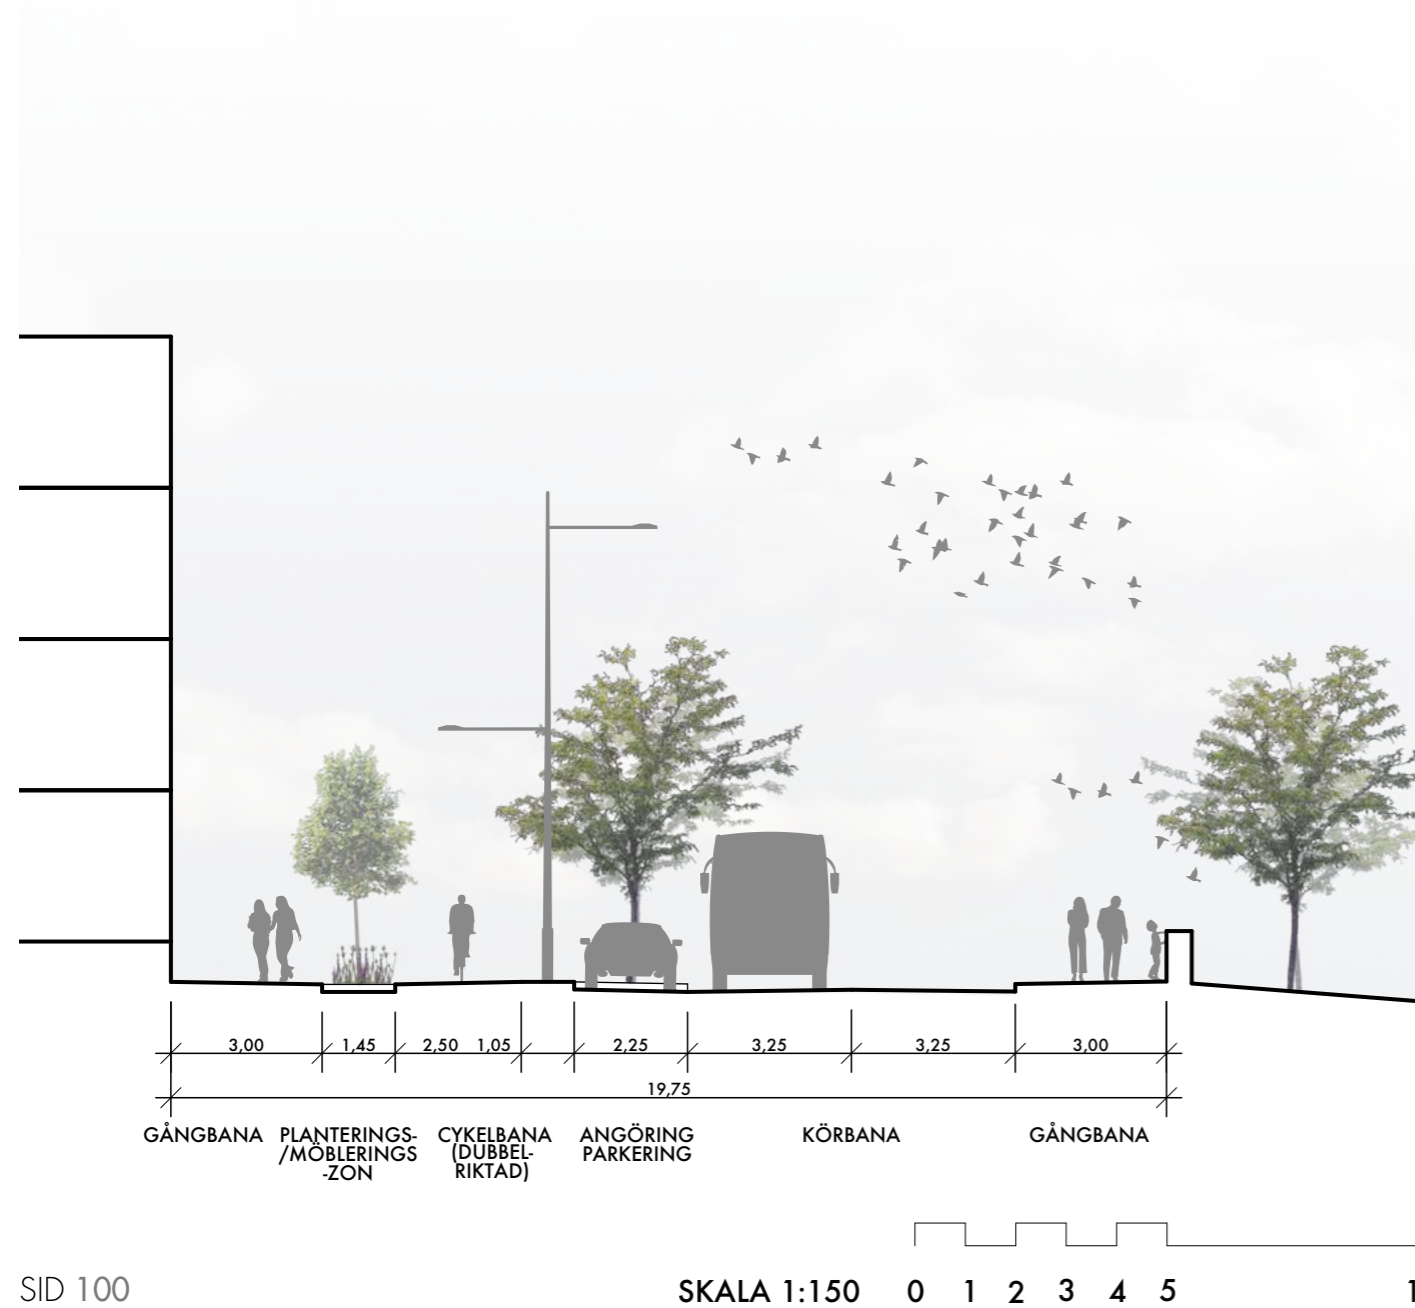 3,00 1,45 2,50 1,05 2,25 3,25 3,25 3,00
19,75
GÅNGBANA
PLANTERINGS-
/MÖBLERINGS
-ZON
CYKELBANA
(DUBBEL-
RIKTAD)
ANGÖRING
PARKERING
KÖRBANA
GÅNGBANA
SID 100
SKALA 1:150 0 1 2 3 4 5 1